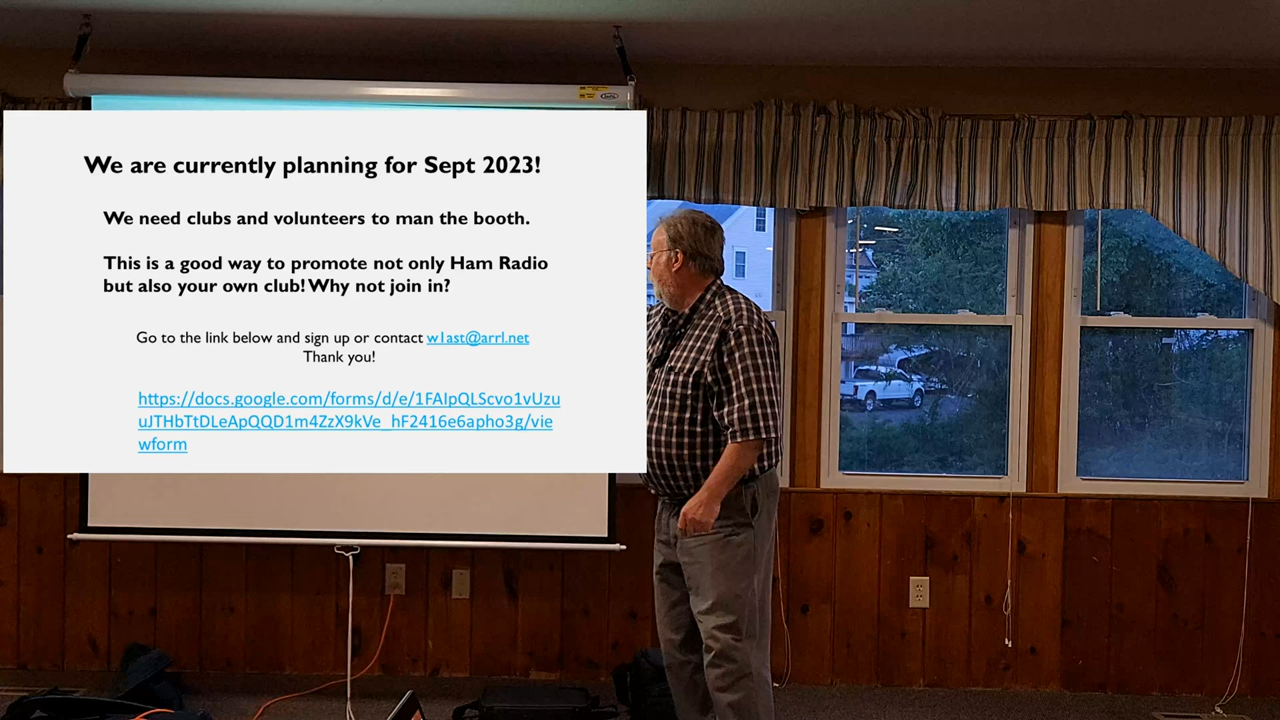 We are currently planning for Sept 2023!
We need clubs and volunteers to man the booth.
This is a good way to promote not only Ham Radio
but also your own club! Why not join in?
Go to the link below and sign up or contact w1ast@arrl.net
Thank you!
https://docs.google.com/forms/d/e/1FAIpQLScvo1vUzu
uJTHbTtDLeApQQD1m4ZzX9kVe_hF2416e6apho3g/vie
wform